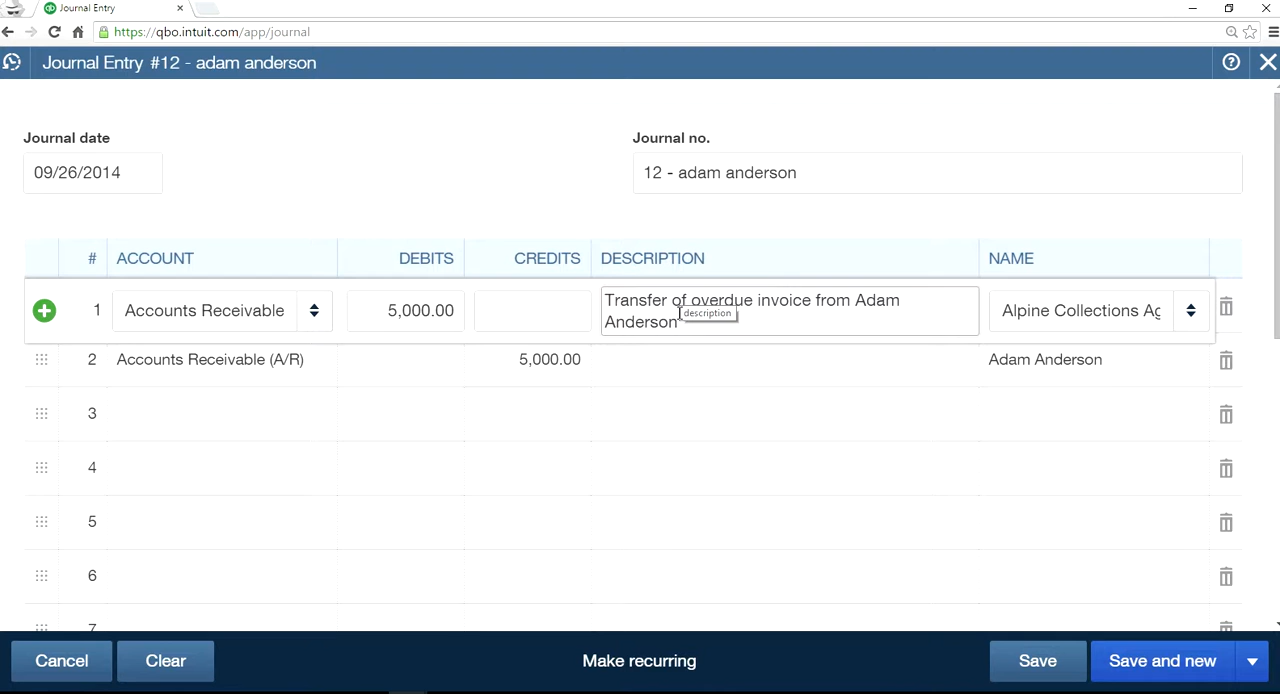 Journal Entry
https://qbo.intuit.com/app/journal
Journal Entry #12 - adam anderson
Journal date
Journal no.
09/26/2014
12 - adam anderson
# ACCOUNT DEBITS CREDITS DESCRIPTION NAME
1 Accounts Receivable 5,000.00 Transfer of overdue invoice from Adam Alpine Collections Ag
Anderson
description
2 Accounts Receivable (A/R) 5,000.00 Adam Anderson
3
4
5
6
7
Cancel Clear Make recurring Save Save and new